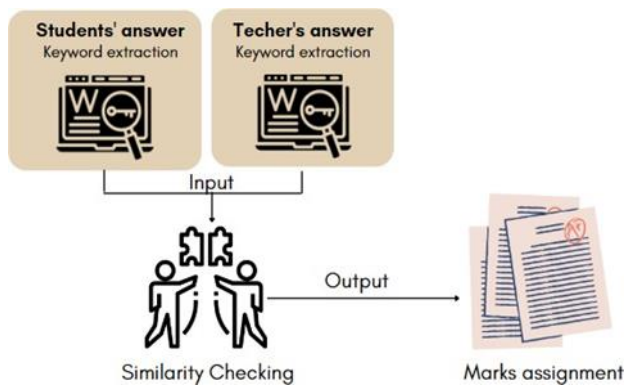 Students' answer
Keyword extraction
W
Techer's answer
Keyword extraction
W
Input
Output
Similarity Checking
Marks assignment